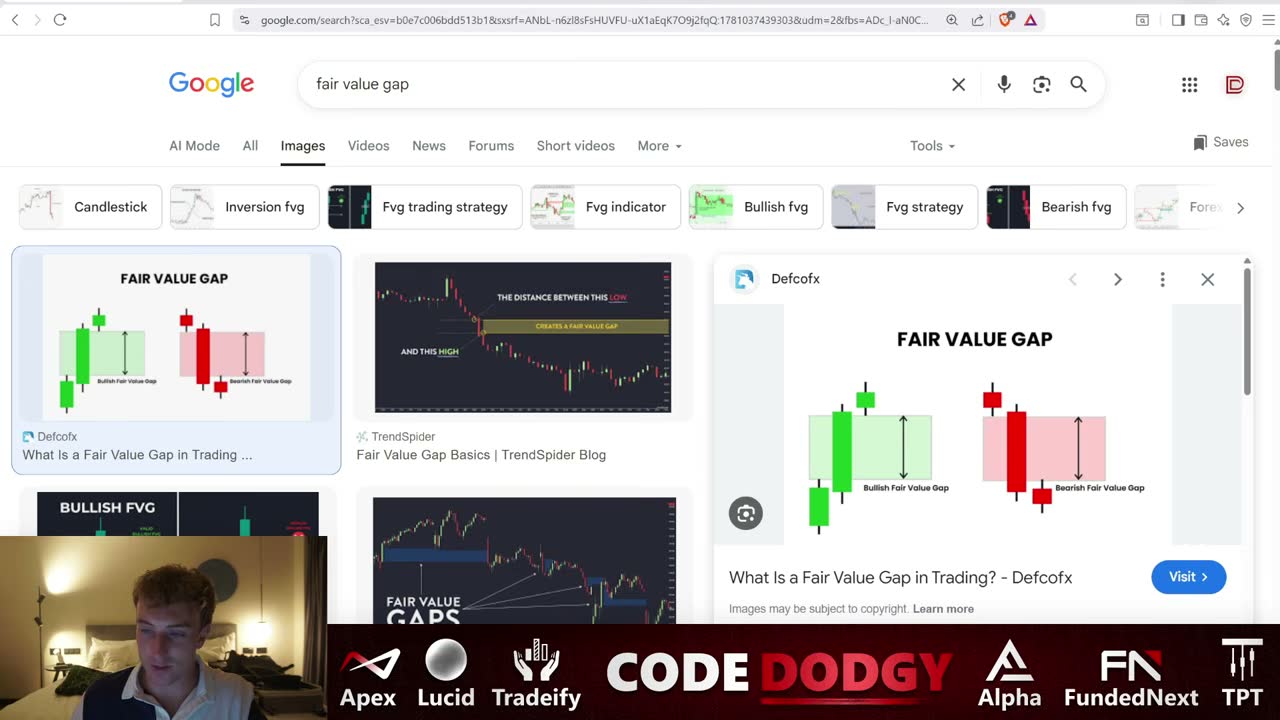 google.com/search?sca_esv=b0e7c006bdd513b1&sxsrf=ANbL-n6zl8sFsHUVFU-uX1aEqK7O9j2fqQ:1781037439303&udm=2&fbs=ADc_l-aN0C...
4
Google
fair value gap
AI Mode
All
Images
Videos
News
Forums
Short videos
More
Tools
Saves
Candlestick
Inversion fvg
Fvg trading strategy
Fvg indicator
Bullish fvg
Fvg strategy
Bearish fvg
Forex
FAIR VALUE GAP
Bullish Fair Value Gap
Bearish Fair Value Gap
Defcofx
What Is a Fair Value Gap in Trading ...
THE DISTANCE BETWEEN THIS LOW
CREATES A FAIR VALUE GAP
AND THIS HIGH
TrendSpider
Fair Value Gap Basics | TrendSpider Blog
BULLISH FVG
FAIR VALUE
GAPS
Defcofx
FAIR VALUE GAP
Bullish Fair Value Gap
Bearish Fair Value Gap
What Is a Fair Value Gap in Trading? - Defcofx
Visit
Images may be subject to copyright. Learn more
Apex
Lucid
Tradeify
CODE DODGY
Alpha
FN
FundedNext
TPT